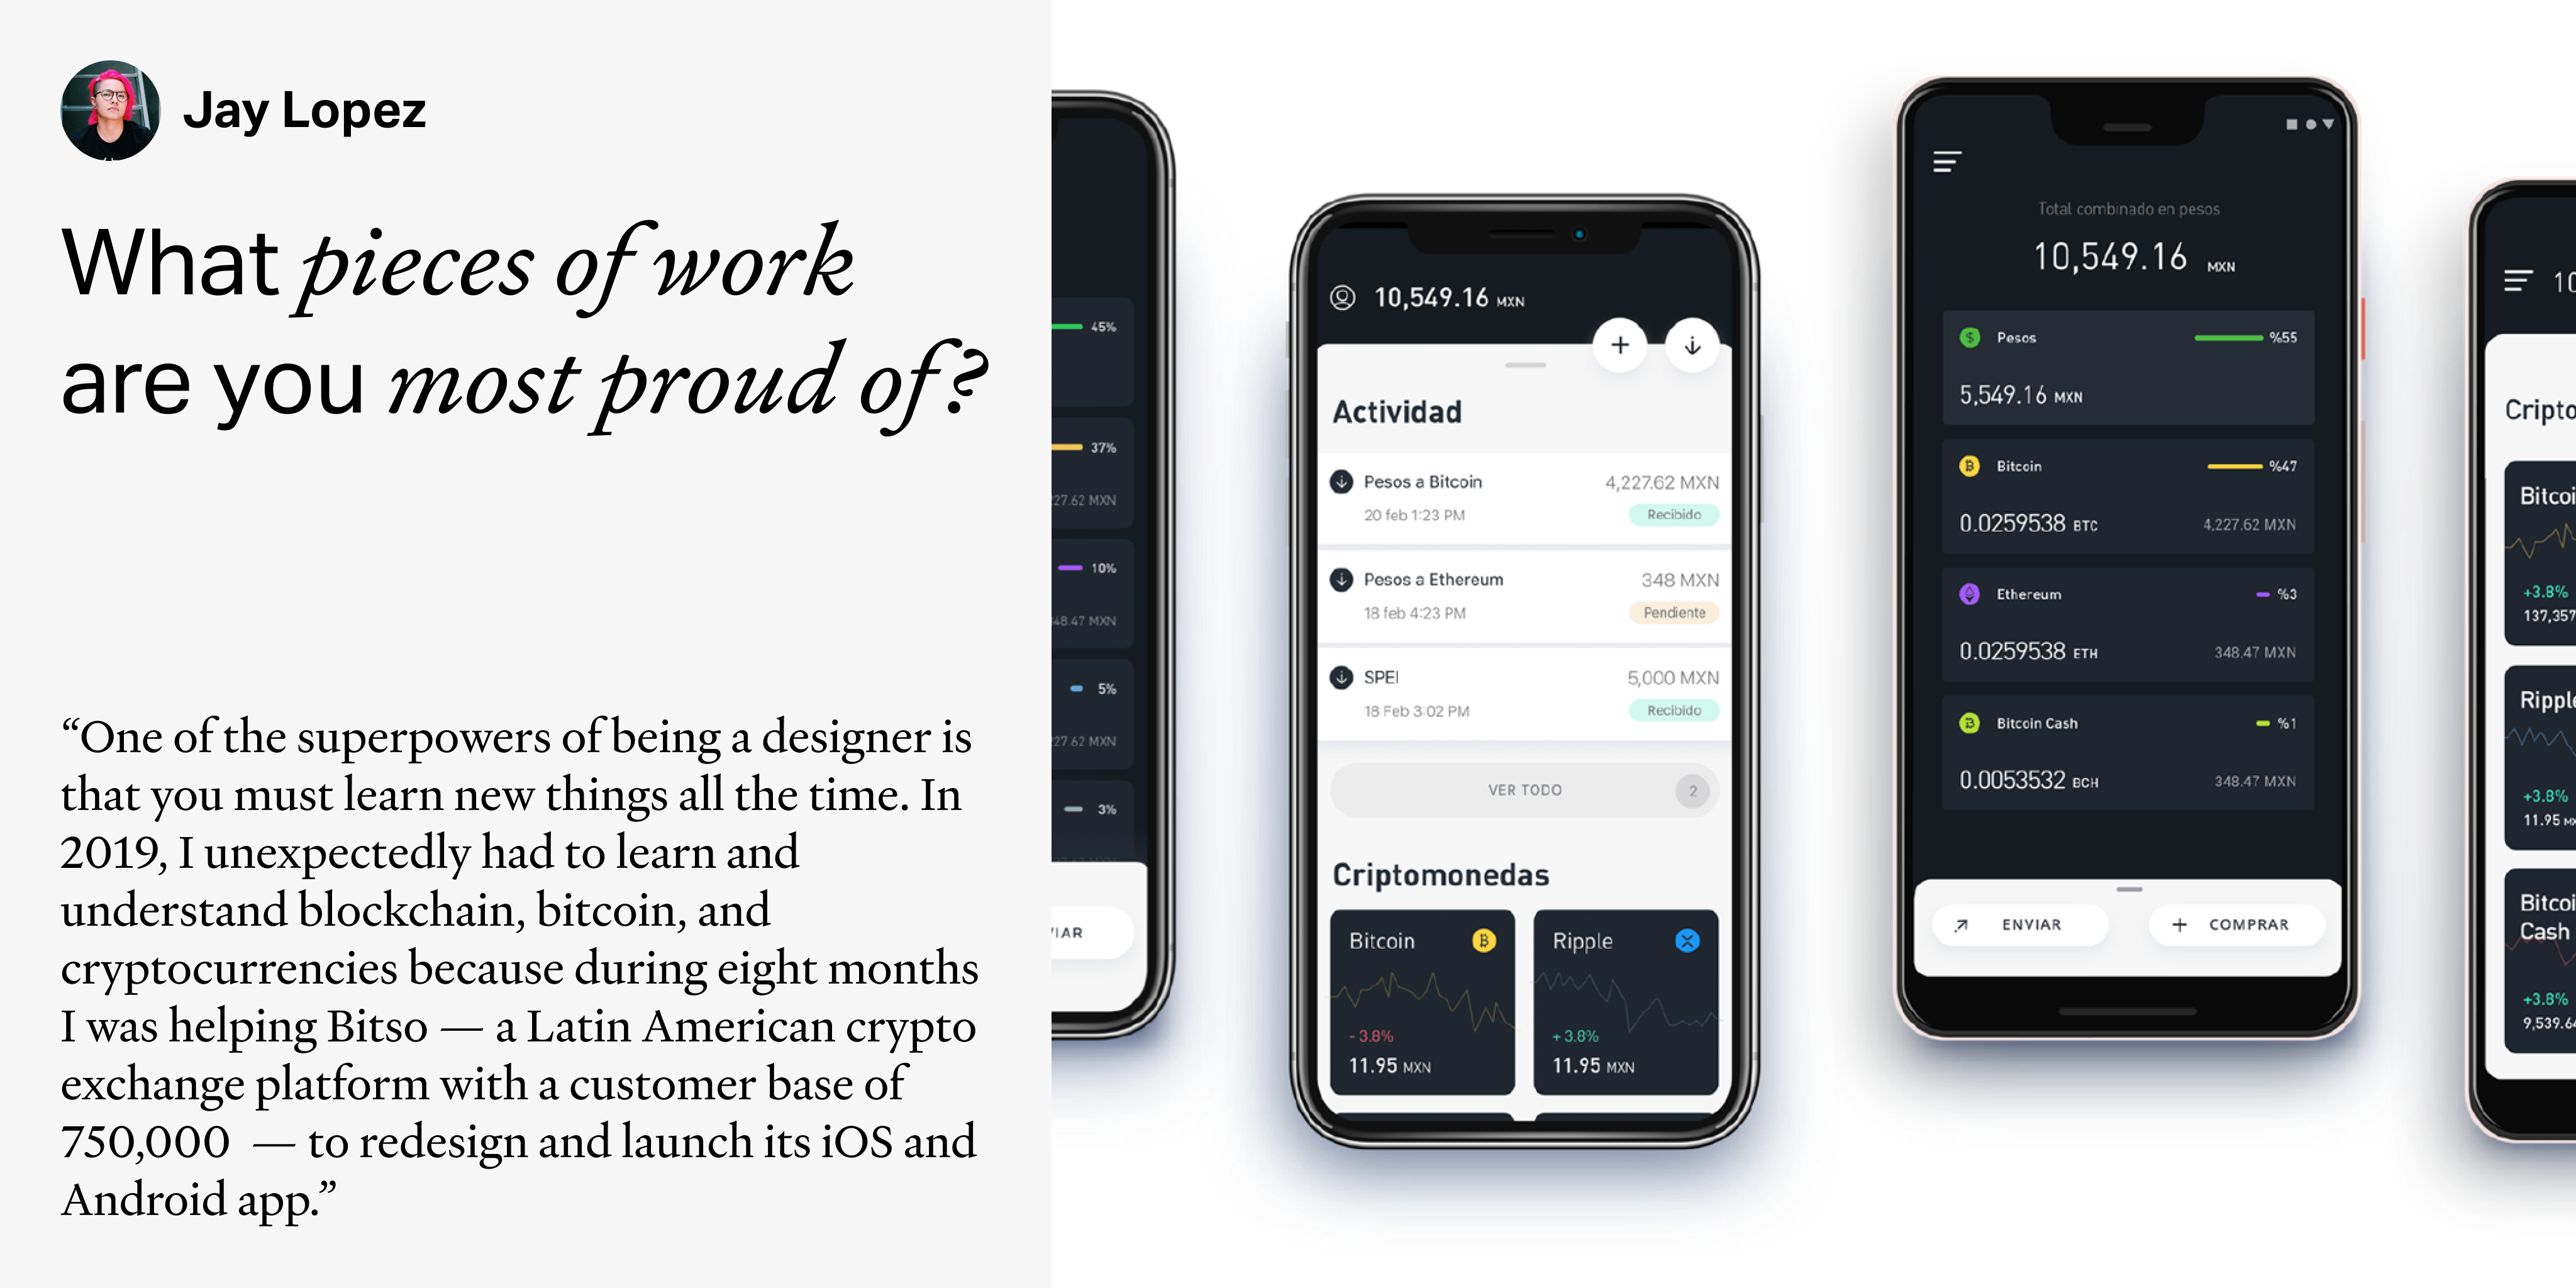 Jay Lopez
What pieces of work
are you most proud of?
“One of the superpowers of being a designer is
that you must learn new things all the time. In
2019, I unexpectedly had to learn and
understand blockchain, bitcoin, and
cryptocurrencies because during eight months
I was helping Bitso — a Latin American crypto
exchange platform with a customer base of
750,000 — to redesign and launch its iOS and
Android app.”
45%
37%
27.62 MXN
10%
48.47 MXN
5%
27.62 MXN
3%
IAR
10,549.16 MXN
Actividad
Pesos a Bitcoin 4,227.62 MXN
20 feb 1:23 PM Recibido
Pesos a Ethereum 348 MXN
18 feb 4:23 PM Pendiente
SPEI 5,000 MXN
18 Feb 3:02 PM Recibido
VER TODO 2
Criptomonedas
Bitcoin Ripple
- 3.8% + 3.8%
11.95 MXN 11.95 MXN
Total combinado en pesos
10,549.16 MXN
Pesos %55
5,549.16 MXN
Bitcoin %47
0.0259538 BTC 4,227.62 MXN
Ethereum %3
0.0259538 ETH 348.47 MXN
Bitcoin Cash %1
0.0053532 BCH 348.47 MXN
ENVIAR COMPRAR
10
Cripto
Bitcoi
+3.8%
137,357
Ripple
+3.8%
11.95
Bitcoi
Cash
+3.8%
9,539.64